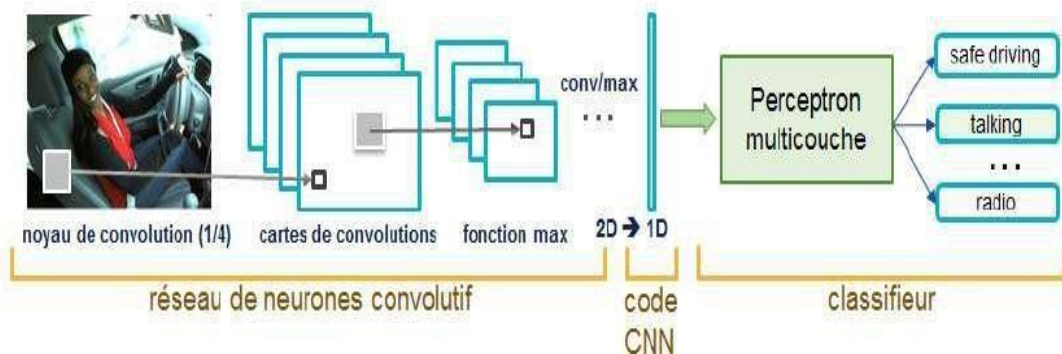 conv/max
...
Perceptron
multicouche
safe driving
talking
...
radio
noyau de convolution (1/4)
cartes de convolutions
fonction max
2D → 1D
réseau de neurones convolutif
code
CNN
classifieur